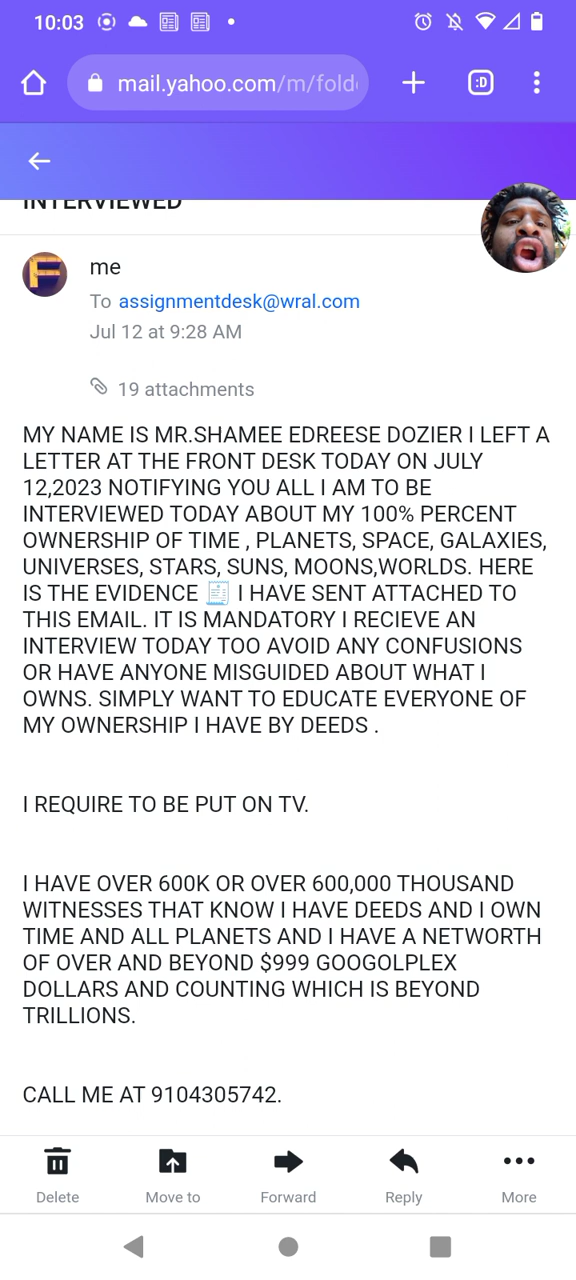 10:03
mail.yahoo.com/m/fold
:D
INTERVIEWED
F
me
To assignmentdesk@wral.com
Jul 12 at 9:28 AM
19 attachments
MY NAME IS MR.SHAMEE EDREESE DOZIER I LEFT A
LETTER AT THE FRONT DESK TODAY ON JULY
12,2023 NOTIFYING YOU ALL I AM TO BE
INTERVIEWED TODAY ABOUT MY 100% PERCENT
OWNERSHIP OF TIME , PLANETS, SPACE, GALAXIES,
UNIVERSES, STARS, SUNS, MOONS,WORLDS. HERE
IS THE EVIDENCE 🧾 I HAVE SENT ATTACHED TO
THIS EMAIL. IT IS MANDATORY I RECIEVE AN
INTERVIEW TODAY TOO AVOID ANY CONFUSIONS
OR HAVE ANYONE MISGUIDED ABOUT WHAT I
OWNS. SIMPLY WANT TO EDUCATE EVERYONE OF
MY OWNERSHIP I HAVE BY DEEDS .
I REQUIRE TO BE PUT ON TV.
I HAVE OVER 600K OR OVER 600,000 THOUSAND
WITNESSES THAT KNOW I HAVE DEEDS AND I OWN
TIME AND ALL PLANETS AND I HAVE A NETWORTH
OF OVER AND BEYOND $999 GOOGOLPLEX
DOLLARS AND COUNTING WHICH IS BEYOND
TRILLIONS.
CALL ME AT 9104305742.
Delete Move to Forward Reply More